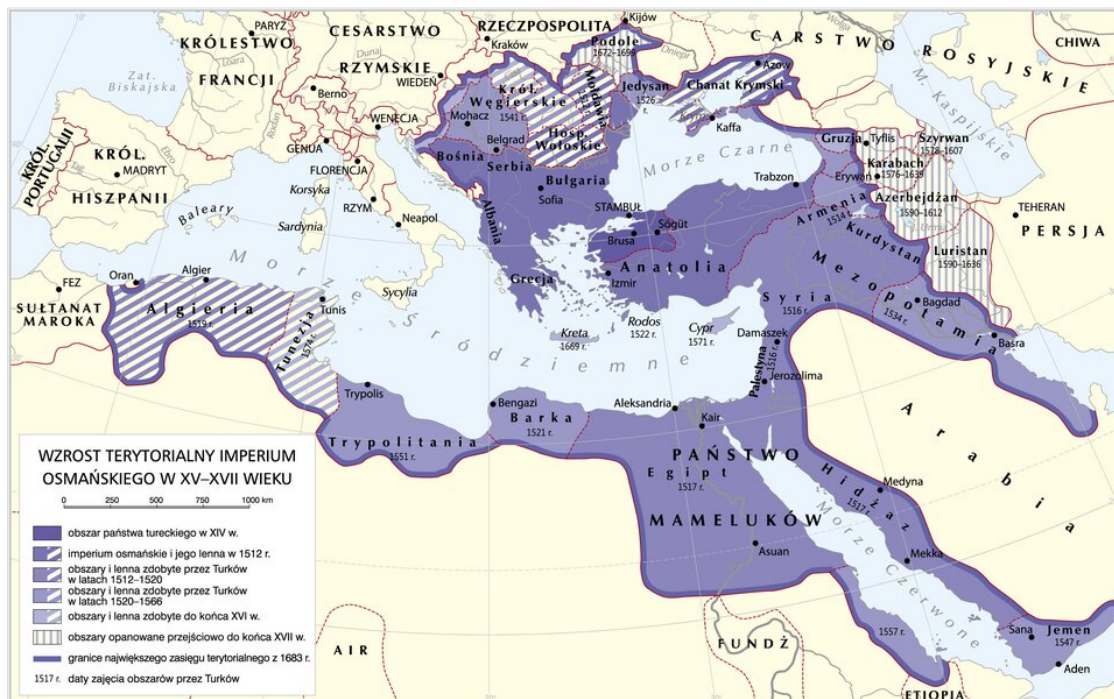 PARYŻ
KRÓLESTWO
FRANCJI
Loara
Zat.
Biskajska
CESARSTWO
RZYMSKIE
Dunaj
WIEDEŃ
Berno
Rodan
RZECZPOSPOLITA
Kraków
Kijów
Podole
1672–1699
Dniepr
CARSTWO ROSYJSKIE
CHIWA
Azow
Chanat Krymski
Krym
Kaffa
Jedysan
1526 r.
Mołdawia
Król.
Węgierskie
1541 r.
Mohacz
Hosp.
Wołoskie
Belgrad
Bośnia
Serbia
Bułgaria
Sofia
Albania
Grecja
WENECJA
GENUA
FLORENCJA
Korsyka
RZYM
Neapol
Sardynia
Sycylia
KRÓL.
PORTUGALII
KRÓL.
HISZPANII
MADRYT
Tag
Ebro
Baleary
Morze Śródziemne
Morze Czarne
M. Kaspijskie
Gruzja
Tyflis
Szyrwan
1578–1607
Karabach
1576–1639
Erywań
Azerbejdżan
1590–1612
J. Urmia
Armenia
1514 r.
Kurdystan
Luristan
1590–1636
TEHERAN
PERSJA
Trabzon
STAMBUŁ
Brusa
Sögüt
Anatolia
Izmir
Rodos
1522 r.
Kreta
1669 r.
Cypr
1571 r.
Syria
1516 r.
Damaszek
Palestyna
1516 r.
Jerozolima
Mezopotamia
1534 r.
Bagdad
Basra
Arabia
FEZ
SUŁTANAT
MAROKA
Oran
Algier
Algieria
1519 r.
Tunis
Tunezja
1574 r.
Trypolis
Trypolitania
1551 r.
Bengazi
Barka
1521 r.
Aleksandria
Kair
PAŃSTWO
Egipt
1517 r.
MAMELUKÓW
Asuan
Hidżaz
1517 r.
Medyna
Mekka
Morze Czerwone
1557 r.
Sana
Jemen
1547 r.
Aden
AIR
FUNDŻ
ETIOPIA
WZROST TERYTORIALNY IMPERIUM
OSMAŃSKIEGO W XV–XVII WIEKU
0 250 500 750 1000 km
obszar państwa tureckiego w XIV w.
imperium osmańskie i jego lenna w 1512 r.
obszary i lenna zdobyte przez Turków
w latach 1512–1520
obszary i lenna zdobyte przez Turków
w latach 1520–1566
obszary i lenna zdobyte do końca XVI w.
obszary opanowane przejściowo do końca XVII w.
granice największego zasięgu terytorialnego z 1683 r.
1517 r. daty zajęcia obszarów przez Turków